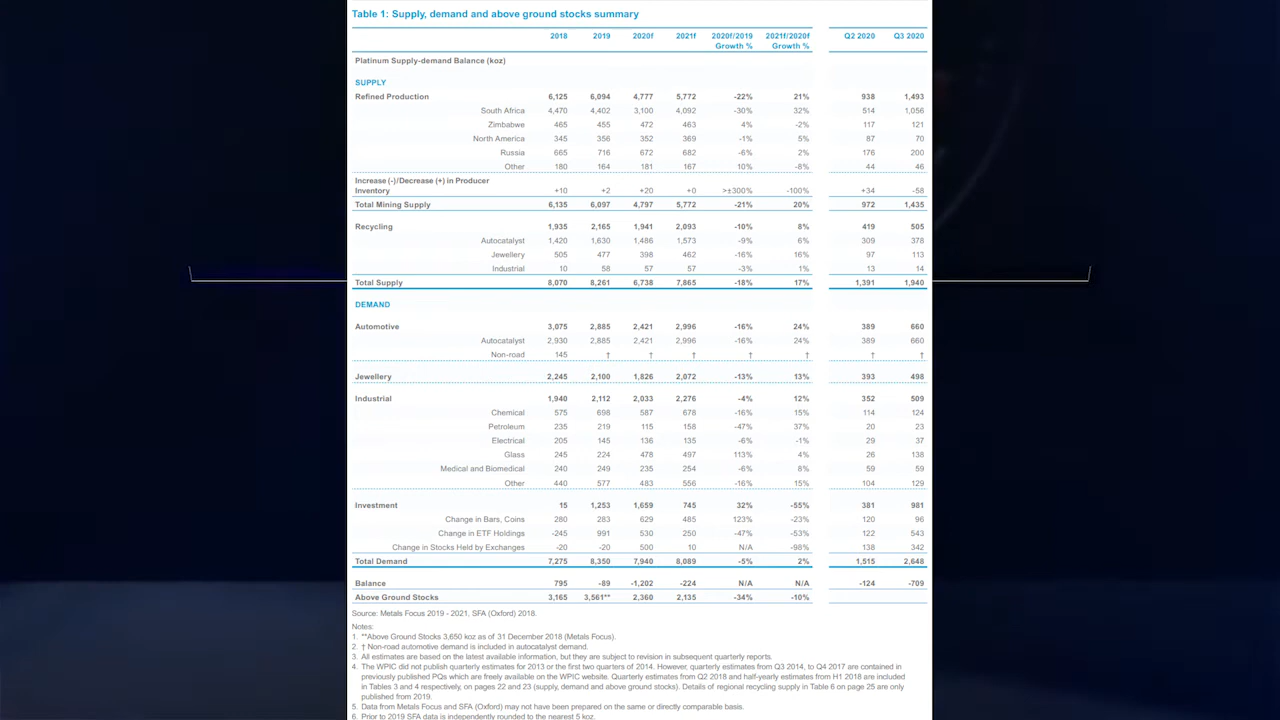 Table 1: Supply, demand and above ground stocks summary
2018 2019 2020f 2021f 2020f/2019 Growth % 2021f/2020f Growth % Q2 2020 Q3 2020
Platinum Supply-demand Balance (koz)
SUPPLY
Refined Production 6,125 6,094 4,777 5,772 -22% 21% 938 1,493
South Africa 4,470 4,402 3,100 4,092 -30% 32% 514 1,056
Zimbabwe 465 455 472 463 4% -2% 117 121
North America 345 356 352 369 -1% 5% 87 70
Russia 665 716 672 682 -6% 2% 176 200
Other 180 164 181 167 10% -8% 44 46
Increase (-)/Decrease (+) in Producer
Inventory +10 +2 +20 +0 >±300% -100% +34 -58
Total Mining Supply 6,135 6,097 4,797 5,772 -21% 20% 972 1,435
Recycling 1,935 2,165 1,941 2,093 -10% 8% 419 505
Autocatalyst 1,420 1,630 1,486 1,573 -9% 6% 309 378
Jewellery 505 477 398 462 -16% 16% 97 113
Industrial 10 58 57 57 -3% 1% 13 14
Total Supply 8,070 8,261 6,738 7,865 -18% 17% 1,391 1,940
DEMAND
Automotive 3,075 2,885 2,421 2,996 -16% 24% 389 660
Autocatalyst 2,930 2,885 2,421 2,996 -16% 24% 389 660
Non-road 145 † † † † † † †
Jewellery 2,245 2,100 1,826 2,072 -13% 13% 393 498
Industrial 1,940 2,112 2,033 2,276 -4% 12% 352 509
Chemical 575 698 587 678 -16% 15% 114 124
Petroleum 235 219 115 158 -47% 37% 20 23
Electrical 205 145 136 135 -6% -1% 29 37
Glass 245 224 478 497 113% 4% 26 138
Medical and Biomedical 240 249 235 254 -6% 8% 59 59
Other 440 577 483 556 -16% 15% 104 129
Investment 15 1,253 1,659 745 32% -55% 381 981
Change in Bars, Coins 280 283 629 485 123% -23% 120 96
Change in ETF Holdings -245 991 530 250 -47% -53% 122 543
Change in Stocks Held by Exchanges -20 -20 500 10 N/A -98% 138 342
Total Demand 7,275 8,350 7,940 8,089 -5% 2% 1,515 2,648
Balance 795 -89 -1,202 -224 N/A N/A -124 -709
Above Ground Stocks 3,165 3,561** 2,360 2,135 -34% -10%
Source: Metals Focus 2019 - 2021, SFA (Oxford) 2018.
Notes:
1. **Above Ground Stocks 3,650 koz as of 31 December 2018 (Metals Focus).
2. † Non-road automotive demand is included in autocatalyst demand.
3. All estimates are based on the latest available information, but they are subject to revision in subsequent quarterly reports.
4. The WPIC did not publish quarterly estimates for 2013 or the first two quarters of 2014. However, quarterly estimates from Q3 2014, to Q4 2017 are contained in
previously published PQs which are freely available on the WPIC website. Quarterly estimates from Q2 2018 and half-yearly estimates from H1 2018 are included
in Tables 3 and 4 respectively, on pages 22 and 23 (supply, demand and above ground stocks). Details of regional recycling supply in Table 6 on page 25 are only
published from 2019.
5. Data from Metals Focus and SFA (Oxford) may not have been prepared on the same or directly comparable basis.
6. Prior to 2019 SFA data is independently rounded to the nearest 5 koz.